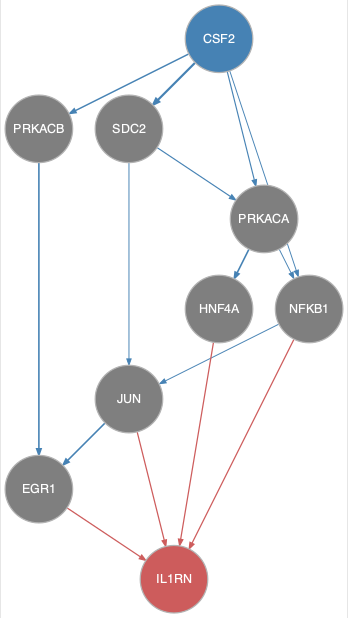 CSF2
PRKACB
SDC2
PRKACA
HNF4A
NFKB1
JUN
EGR1
IL1RN